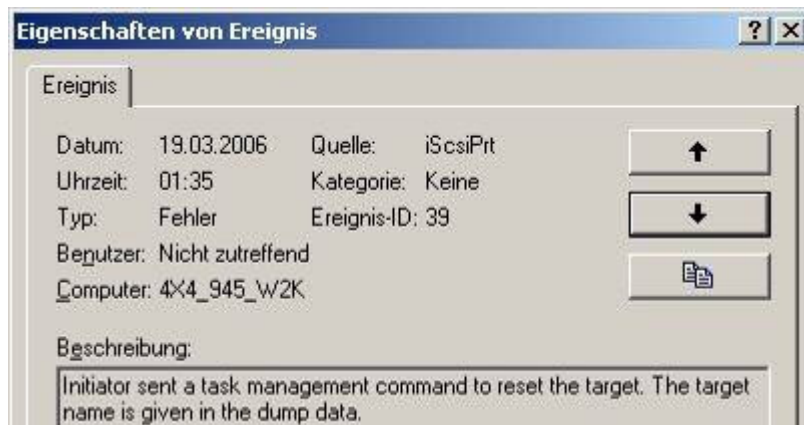 Eigenschaften von Ereignis
Ereignis
Datum: 19.03.2006 Quelle: iScsiPrt
Uhrzeit: 01:35 Kategorie: Keine
Typ: Fehler Ereignis-ID: 39
Benutzer: Nicht zutreffend
Computer: 4X4_945_W2K
Beschreibung:
Initiator sent a task management command to reset the target. The target
name is given in the dump data.